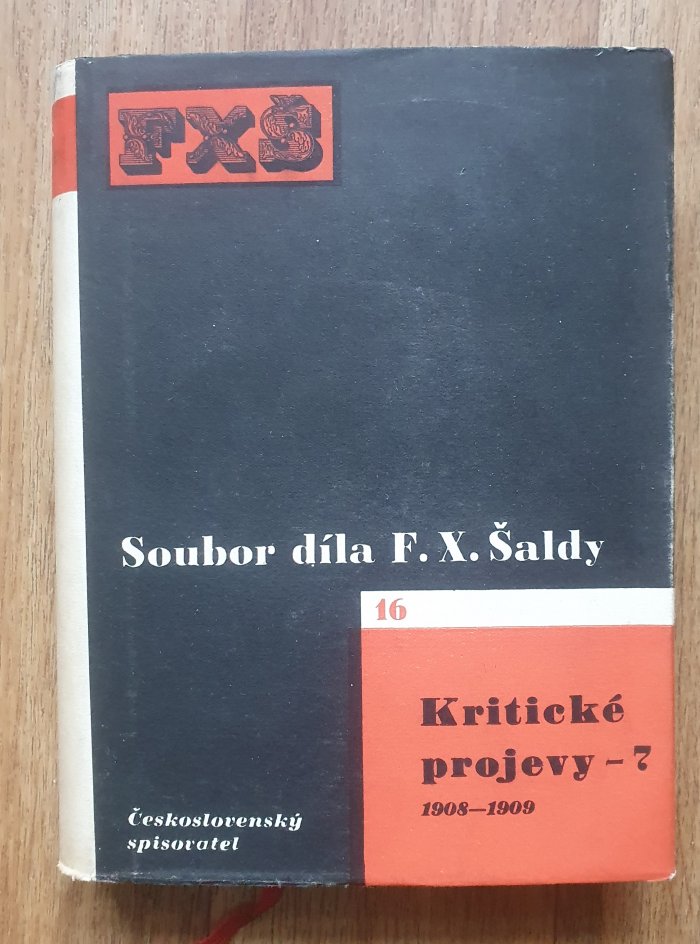 FXŠ
Soubor díla F. X. Šaldy
16
Kritické
projevy – 7
1908—1909
Československý
spisovatel